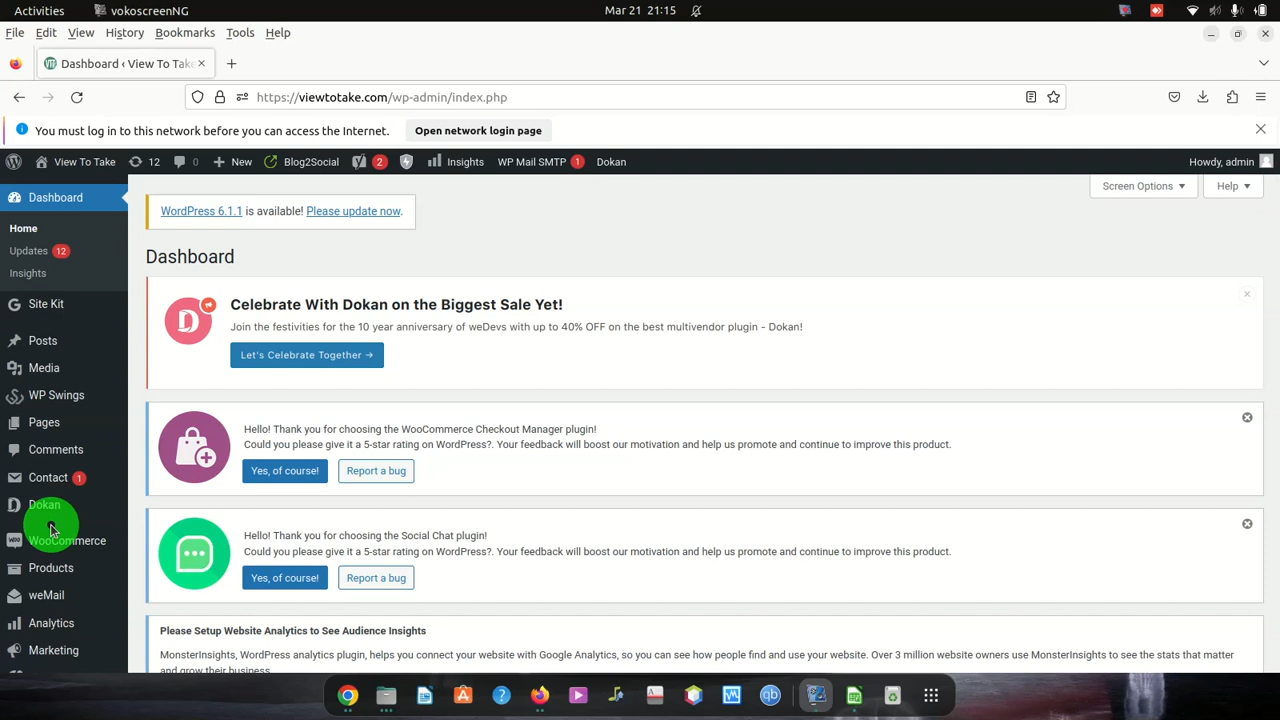 Activities vokoscreenNG Mar 21 21:15
File Edit View History Bookmarks Tools Help
Dashboard ‹ View To Take
https://viewtotake.com/wp-admin/index.php
You must log in to this network before you can access the Internet. Open network login page
View To Take 12 0 New Blog2Social 2 Insights WP Mail SMTP 1 Dokan Howdy, admin
Screen Options Help
Dashboard
Home
Updates 12
Insights
Site Kit
Posts
Media
WP Swings
Pages
Comments
Contact 1
Dokan
WooCommerce
Products
weMail
Analytics
Marketing
WordPress 6.1.1 is available! Please update now.
Dashboard
Celebrate With Dokan on the Biggest Sale Yet!
Join the festivities for the 10 year anniversary of weDevs with up to 40% OFF on the best multivendor plugin - Dokan!
Let's Celebrate Together →
Hello! Thank you for choosing the WooCommerce Checkout Manager plugin!
Could you please give it a 5-star rating on WordPress?. Your feedback will boost our motivation and help us promote and continue to improve this product.
Yes, of course! Report a bug
Hello! Thank you for choosing the Social Chat plugin!
Could you please give it a 5-star rating on WordPress?. Your feedback will boost our motivation and help us promote and continue to improve this product.
Yes, of course! Report a bug
Please Setup Website Analytics to See Audience Insights
MonsterInsights, WordPress analytics plugin, helps you connect your website with Google Analytics, so you can see how people find and use your website. Over 3 million website owners use MonsterInsights to see the stats that matter
and grow their business.